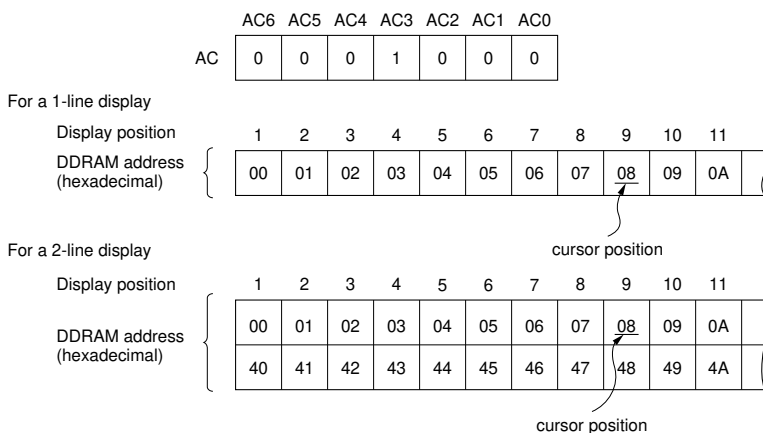 AC6 AC5 AC4 AC3 AC2 AC1 AC0
AC 0 0 0 1 0 0 0
For a 1-line display
Display position 1 2 3 4 5 6 7 8 9 10 11
DDRAM address
(hexadecimal)
00 01 02 03 04 05 06 07 08 09 0A
cursor position
For a 2-line display
Display position 1 2 3 4 5 6 7 8 9 10 11
DDRAM address
(hexadecimal)
00 01 02 03 04 05 06 07 08 09 0A
40 41 42 43 44 45 46 47 48 49 4A
cursor position